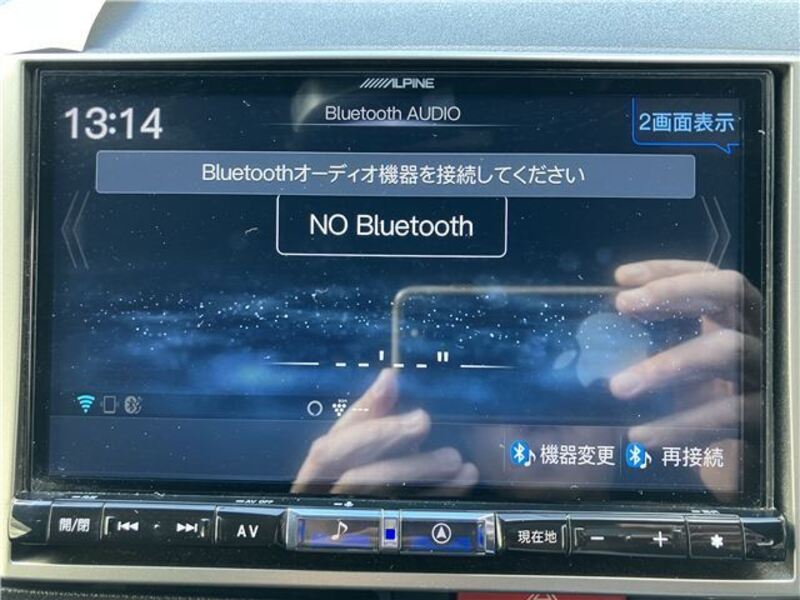 ALPINE
13:14
Bluetooth AUDIO
2画面表示
Bluetoothオーディオ機器を接続してください
NO Bluetooth
--'--"
機器変更
再接続
開/閉
AV OFF
AV
現在地